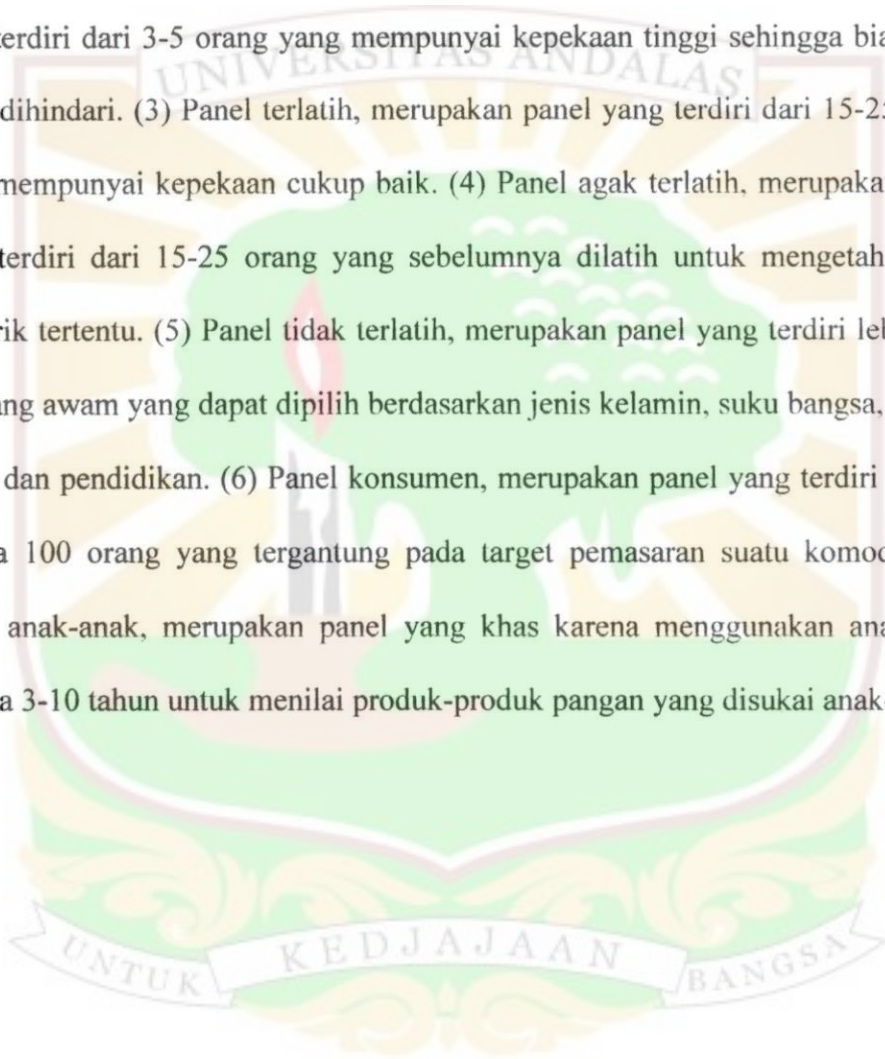 terdiri dari 3-5 orang yang mempunyai kepekaan tinggi sehingga bia
UNIVERSITAS ANDALAS
dihindari. (3) Panel terlatih, merupakan panel yang terdiri dari 15-2
mempunyai kepekaan cukup baik. (4) Panel agak terlatih, merupaka
terdiri dari 15-25 orang yang sebelumnya dilatih untuk mengetah
rik tertentu. (5) Panel tidak terlatih, merupakan panel yang terdiri le
ng awam yang dapat dipilih berdasarkan jenis kelamin, suku bangsa,
dan pendidikan. (6) Panel konsumen, merupakan panel yang terdiri
a 100 orang yang tergantung pada target pemasaran suatu komod
anak-anak, merupakan panel yang khas karena menggunakan ana
a 3-10 tahun untuk menilai produk-produk pangan yang disukai anak
UNTUK KEDJAJAAN BANGSA